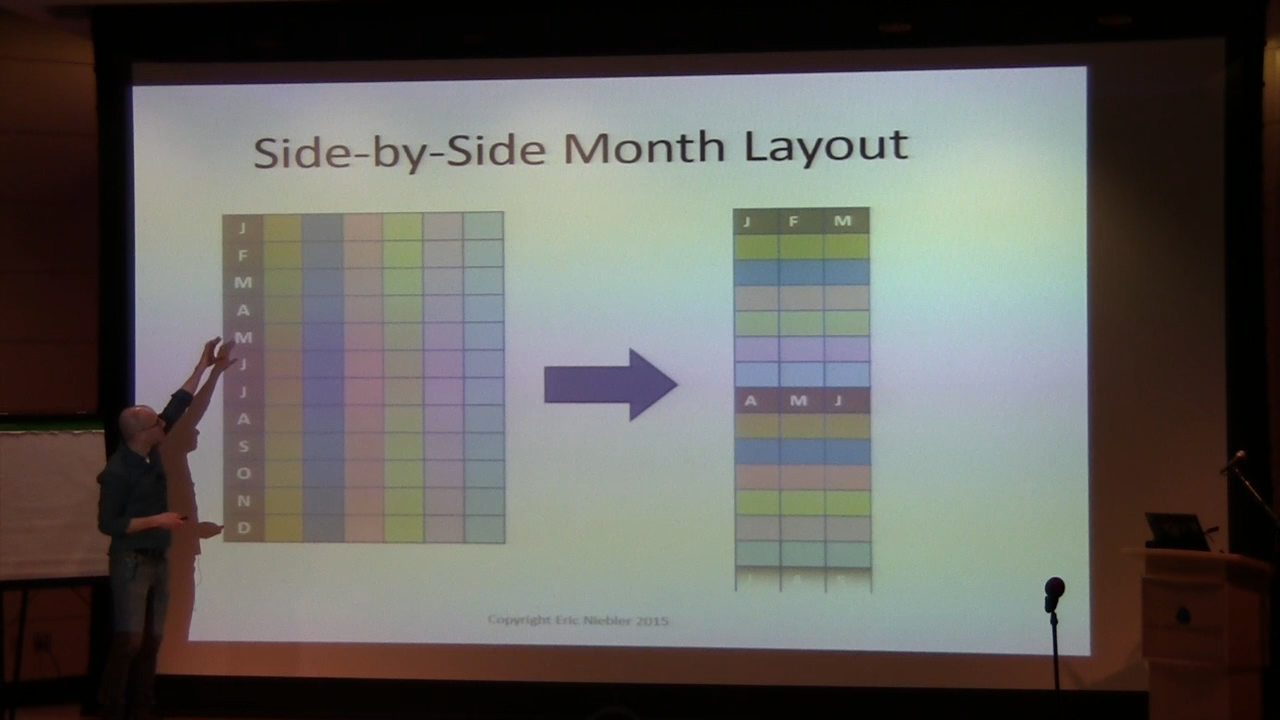 Side-by-Side Month Layout
J
F
M
A
M
J
J
A
S
O
N
D
J F M
A M J
Copyright Eric Niebler 2015